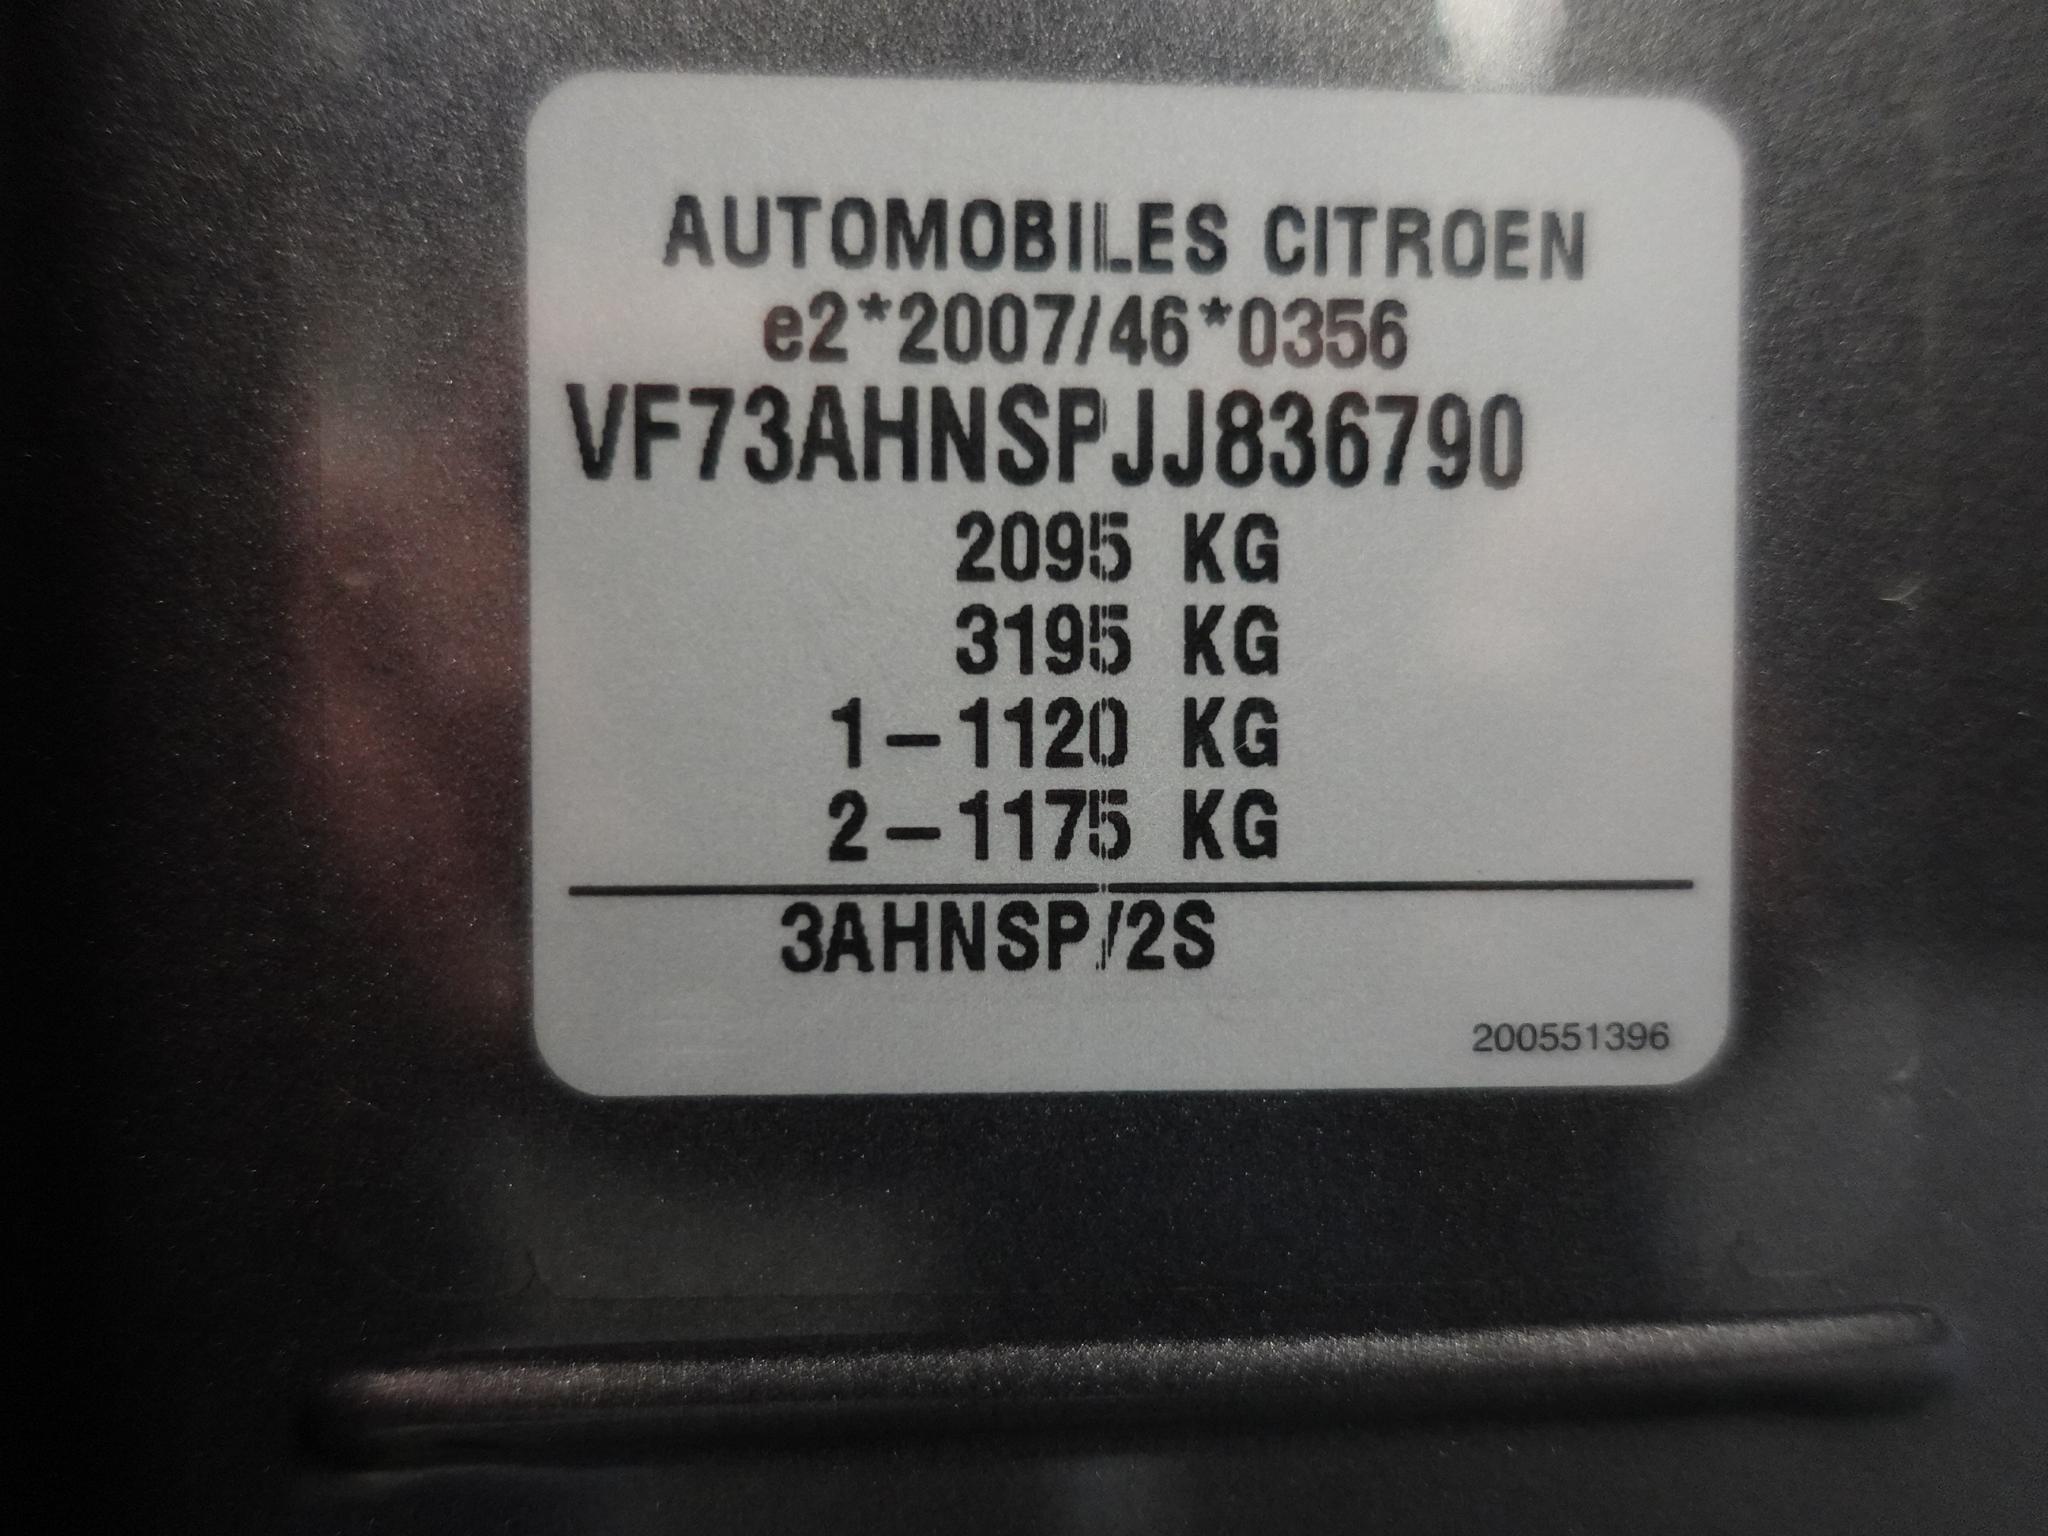 AUTOMOBILES CITROEN
e2*2007/46*0356
VF73AHNSPJJ836790
2095 KG
3195 KG
1-1120 KG
2-1175 KG
3AHNSP/2S
200551396